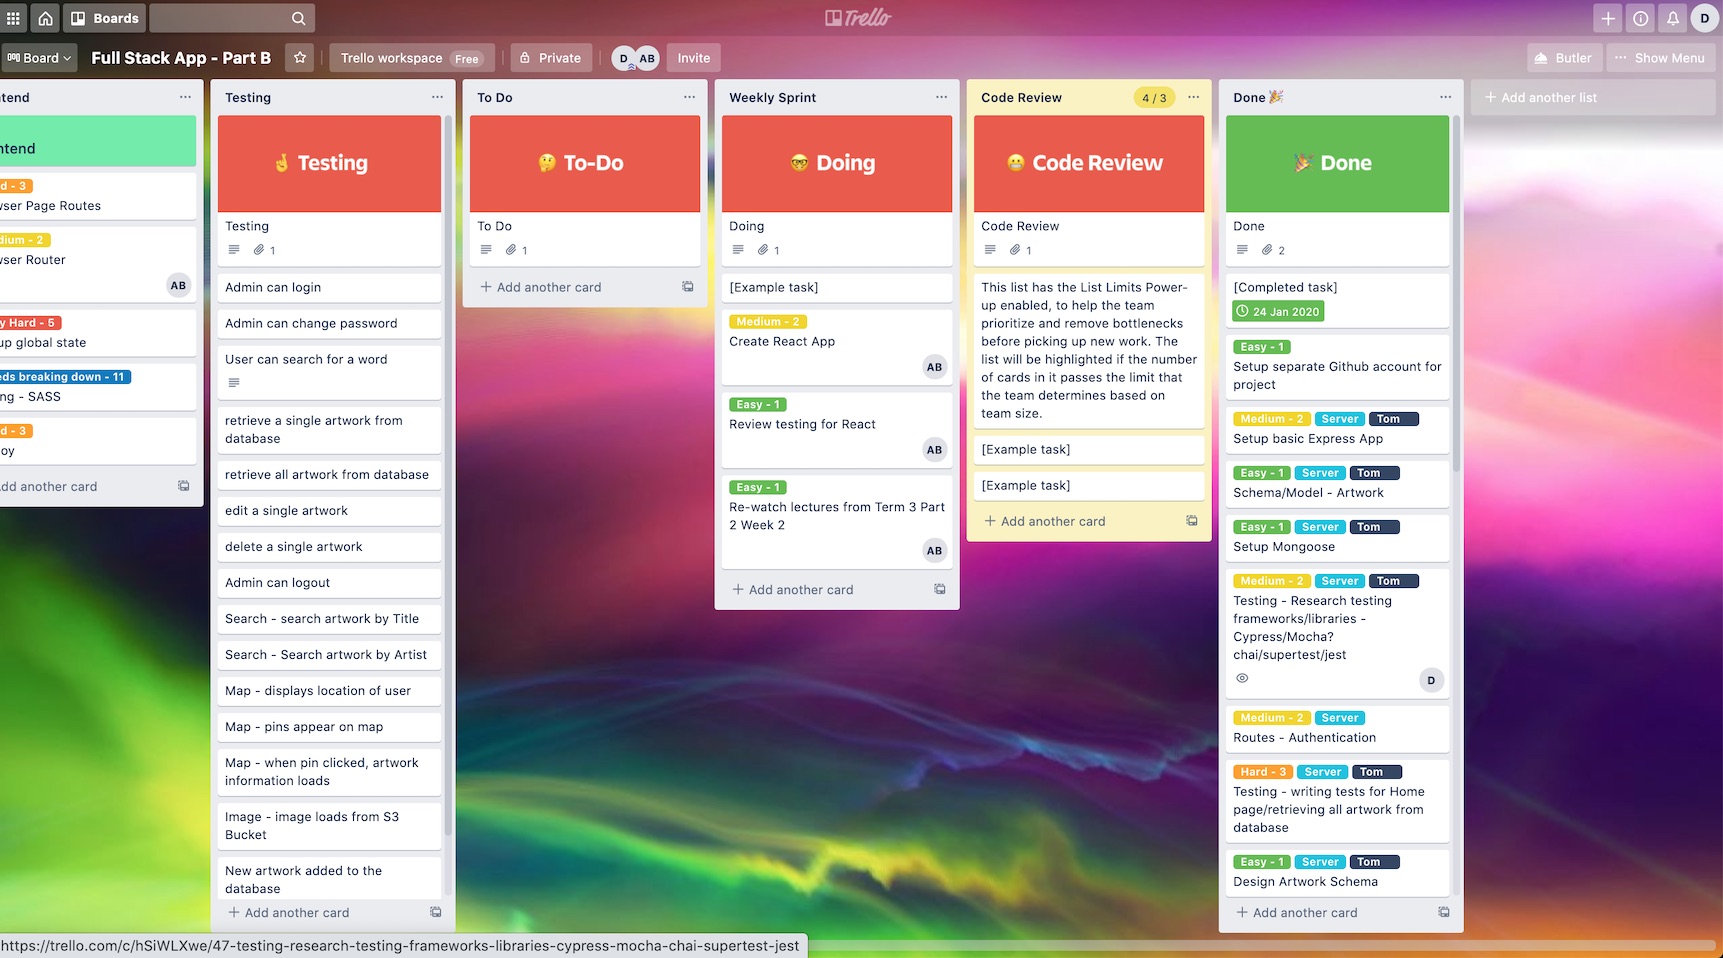 Boards
Trello
D
Board
Full Stack App - Part B
Trello workspace Free
Private
D AB
Invite
Butler
Show Menu
tend
ntend
d - 3
vser Page Routes
dium - 2
vser Router
AB
y Hard - 5
up global state
eds breaking down - 11
ng - SASS
d - 3
oy
dd another card
Testing
🤞 Testing
Testing
1
Admin can login
Admin can change password
User can search for a word
retrieve a single artwork from
database
retrieve all artwork from database
edit a single artwork
delete a single artwork
Admin can logout
Search - search artwork by Title
Search - Search artwork by Artist
Map - displays location of user
Map - pins appear on map
Map - when pin clicked, artwork
information loads
Image - image loads from S3
Bucket
New artwork added to the
database
+ Add another card
To Do
🤔 To-Do
To Do
1
+ Add another card
Weekly Sprint
🤓 Doing
Doing
1
[Example task]
Medium - 2
Create React App
AB
Easy - 1
Review testing for React
AB
Easy - 1
Re-watch lectures from Term 3 Part
2 Week 2
AB
+ Add another card
Code Review
4 / 3
😬 Code Review
Code Review
1
This list has the List Limits Power-
up enabled, to help the team
prioritize and remove bottlenecks
before picking up new work. The
list will be highlighted if the number
of cards in it passes the limit that
the team determines based on
team size.
[Example task]
[Example task]
+ Add another card
Done 🎉
🎉 Done
Done
2
[Completed task]
24 Jan 2020
Easy - 1
Setup separate Github account for
project
Medium - 2 Server Tom
Setup basic Express App
Easy - 1 Server Tom
Schema/Model - Artwork
Easy - 1 Server Tom
Setup Mongoose
Medium - 2 Server Tom
Testing - Research testing
frameworks/libraries -
Cypress/Mocha?
chai/supertest/jest
D
Medium - 2 Server
Routes - Authentication
Hard - 3 Server Tom
Testing - writing tests for Home
page/retrieving all artwork from
database
Easy - 1 Server Tom
Design Artwork Schema
+ Add another card
+ Add another list
https://trello.com/c/hSiWLXwe/47-testing-research-testing-frameworks-libraries-cypress-mocha-chai-supertest-jest